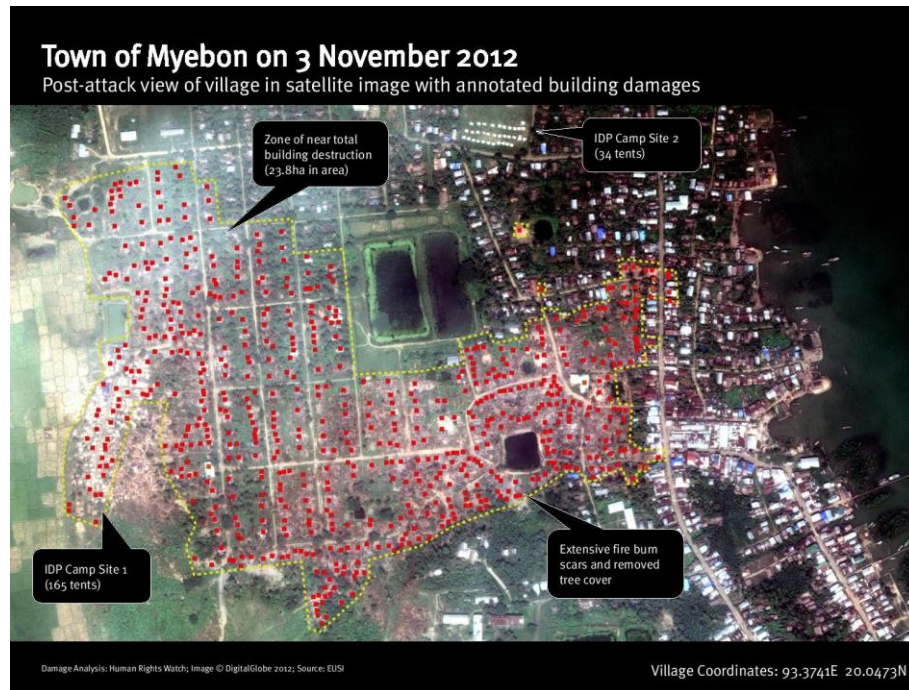 Town of Myebon on 3 November 2012
Post-attack view of village in satellite image with annotated building damages
Zone of near total
building destruction
(23.8ha in area)
IDP Camp Site 2
(34 tents)
IDP Camp Site 1
(165 tents)
Extensive fire burn
scars and removed
tree cover
Damage Analysis: Human Rights Watch; Image © DigitalGlobe 2012; Source: EUSI
Village Coordinates: 93.3741E 20.0473N